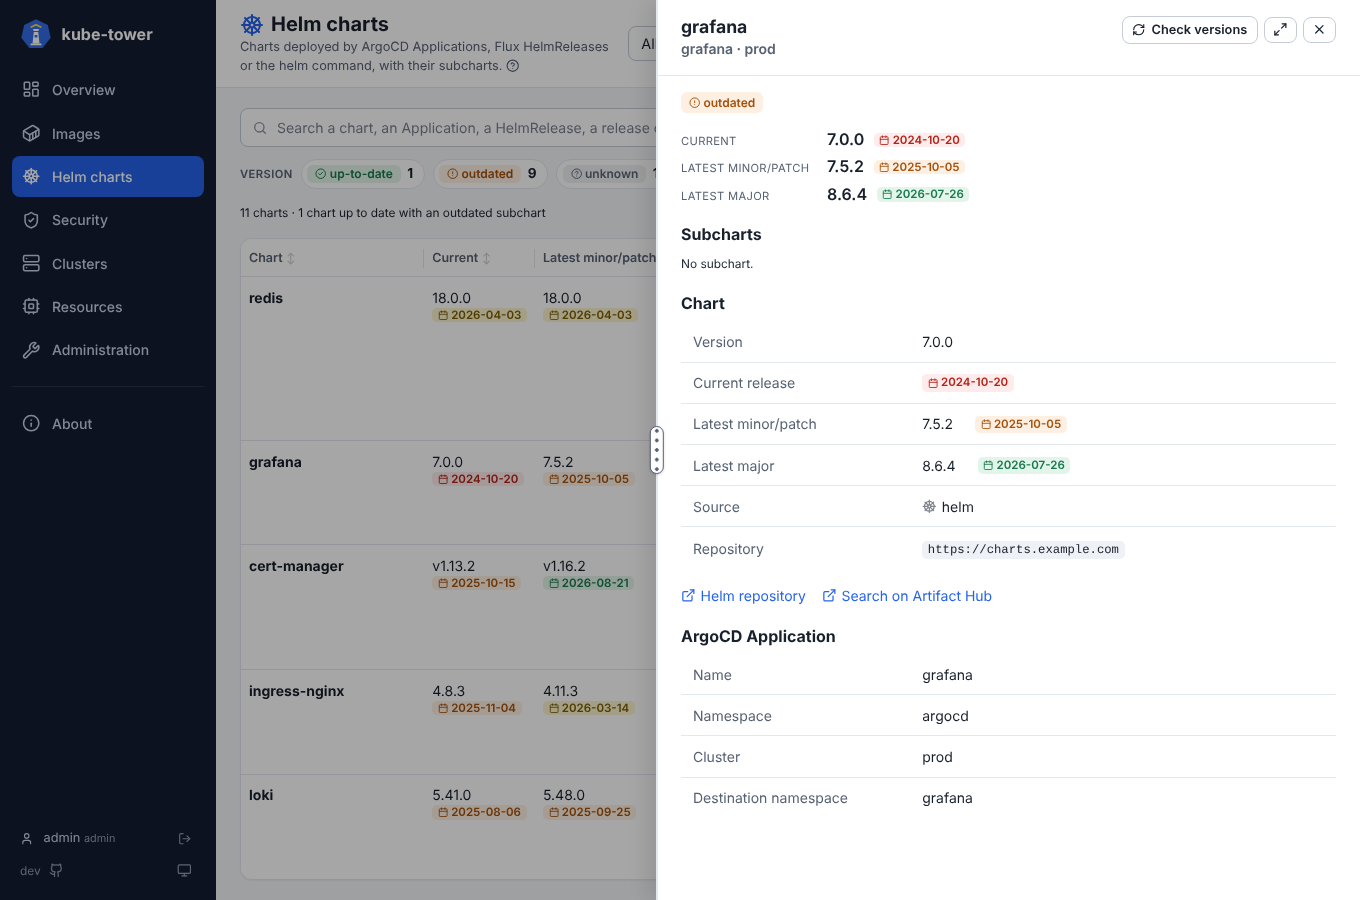 kube-tower
Overview
Images
Helm charts
Security
Clusters
Resources
Administration
About
admin admin
dev
Helm charts
Charts deployed by ArgoCD Applications, Flux HelmReleases
or the helm command, with their subcharts.
Search a chart, an Application, a HelmRelease, a release
VERSION up-to-date 1 outdated 9 unknown
11 charts · 1 chart up to date with an outdated subchart
Chart Current Latest minor/patch
redis 18.0.0 18.0.0
2026-04-03 2026-04-03
grafana 7.0.0 7.5.2
2024-10-20 2025-10-05
cert-manager v1.13.2 v1.16.2
2025-10-15 2026-08-21
ingress-nginx 4.8.3 4.11.3
2025-11-04 2026-03-14
loki 5.41.0 5.48.0
2025-08-06 2025-09-25
grafana
grafana · prod
Check versions
outdated
CURRENT 7.0.0 2024-10-20
LATEST MINOR/PATCH 7.5.2 2025-10-05
LATEST MAJOR 8.6.4 2026-07-26
Subcharts
No subchart.
Chart
Version 7.0.0
Current release 2024-10-20
Latest minor/patch 7.5.2 2025-10-05
Latest major 8.6.4 2026-07-26
Source helm
Repository https://charts.example.com
Helm repository Search on Artifact Hub
ArgoCD Application
Name grafana
Namespace argocd
Cluster prod
Destination namespace grafana